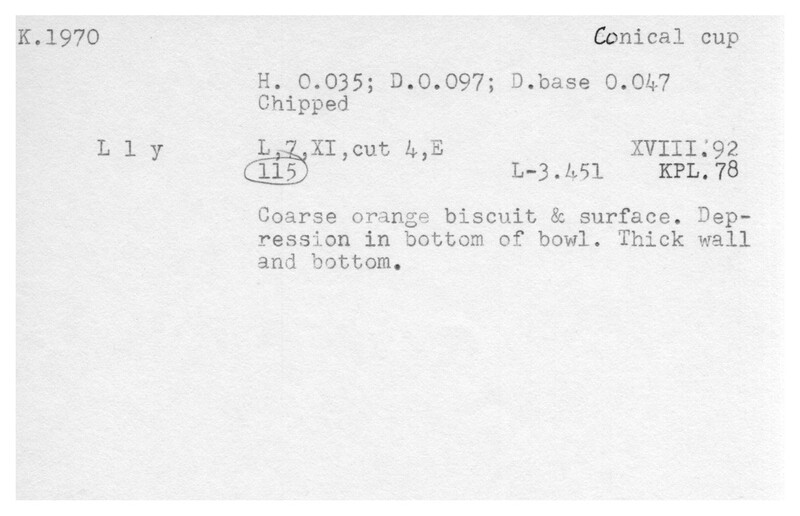 K.1970 Conical cup
H. 0.035; D.0.097; D.base 0.047
Chipped
L l y L,7,XI,cut 4,E XVIII.'92
115 L-3.451 KPL.78
Coarse orange biscuit & surface. Dep-
ression in bottom of bowl. Thick wall
and bottom.